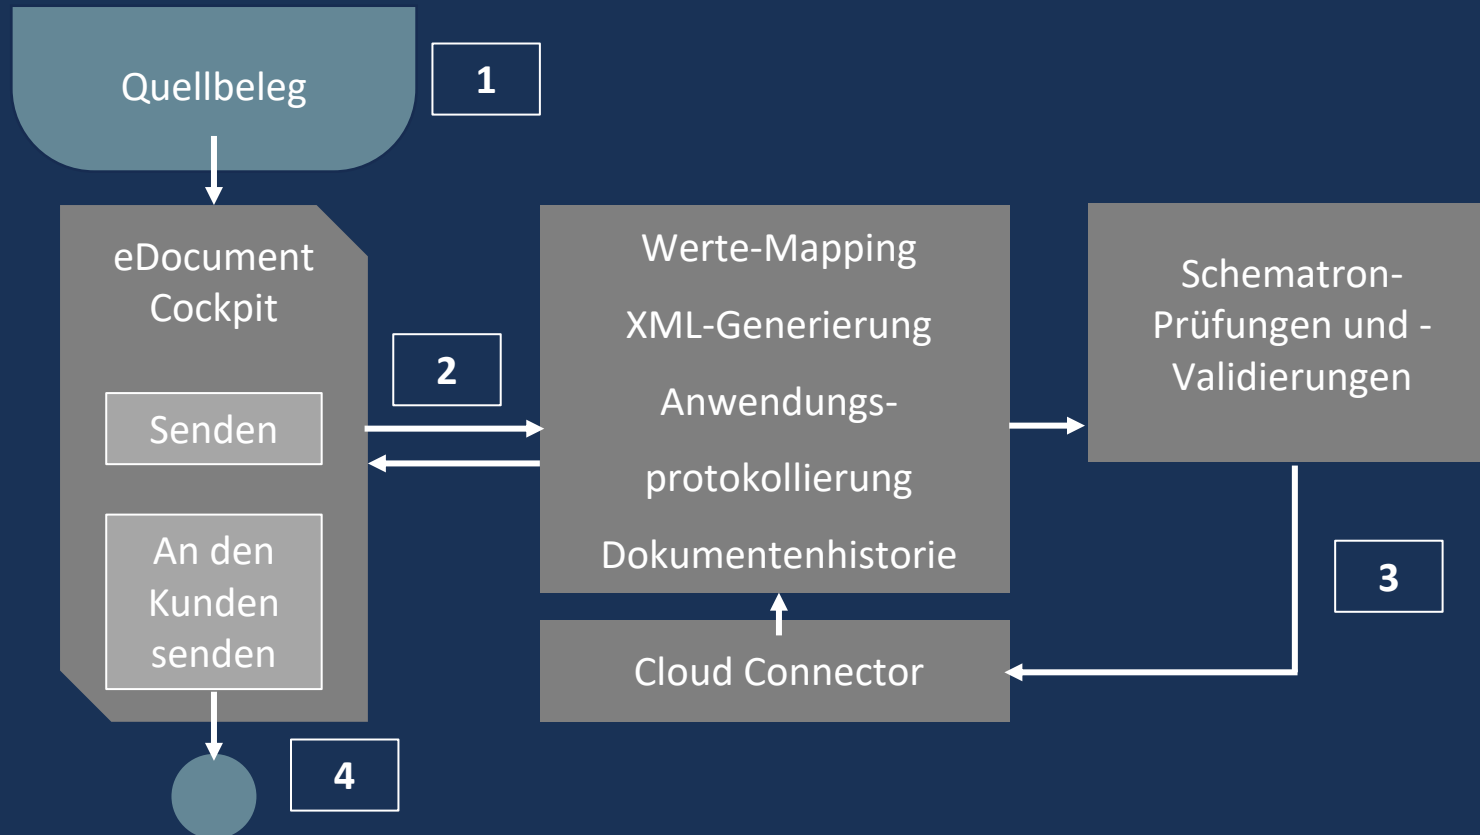 Quellbeleg
1
eDocument
Cockpit
Senden
An den
Kunden
senden
2
Werte-Mapping
XML-Generierung
Anwendungs-
protokollierung
Dokumentenhistorie
Schematron-
Prüfungen und -
Validierungen
3
Cloud Connector
4